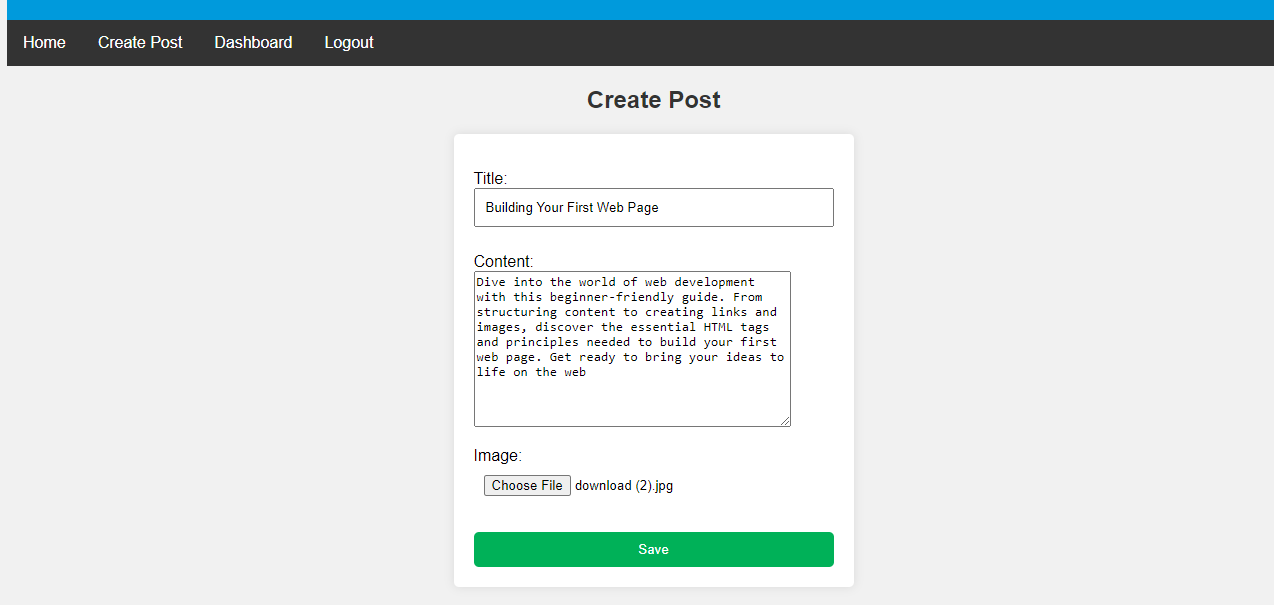 Home Create Post Dashboard Logout
Create Post
Title:
Building Your First Web Page
Content:
Dive into the world of web development
with this beginner-friendly guide. From
structuring content to creating links and
images, discover the essential HTML tags
and principles needed to build your first
web page. Get ready to bring your ideas to
life on the web
Image:
Choose File download (2).jpg
Save